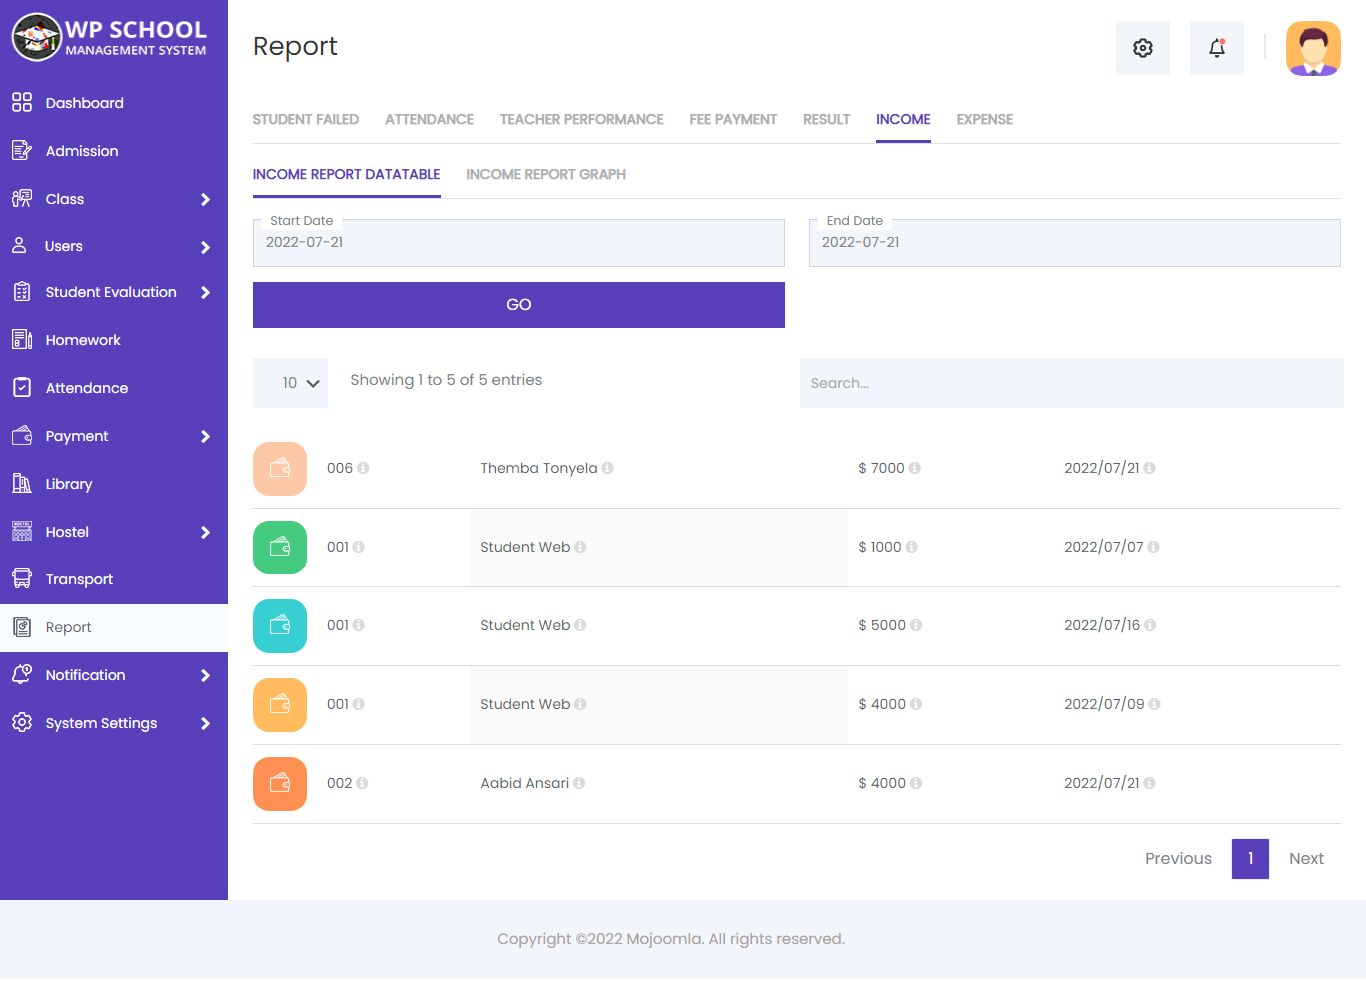 WP SCHOOL
MANAGEMENT SYSTEM
Dashboard
Admission
Class
Users
Student Evaluation
Homework
Attendance
Payment
Library
Hostel
Transport
Report
Notification
System Settings
Report
STUDENT FAILED ATTENDANCE TEACHER PERFORMANCE FEE PAYMENT RESULT INCOME EXPENSE
INCOME REPORT DATATABLE INCOME REPORT GRAPH
Start Date End Date
2022-07-21 2022-07-21
GO
10 Showing 1 to 5 of 5 entries Search...
006 Themba Tonyela $ 7000 2022/07/21
001 Student Web $ 1000 2022/07/07
001 Student Web $ 5000 2022/07/16
001 Student Web $ 4000 2022/07/09
002 Aabid Ansari $ 4000 2022/07/21
Previous 1 Next
Copyright ©2022 Mojoomla. All rights reserved.